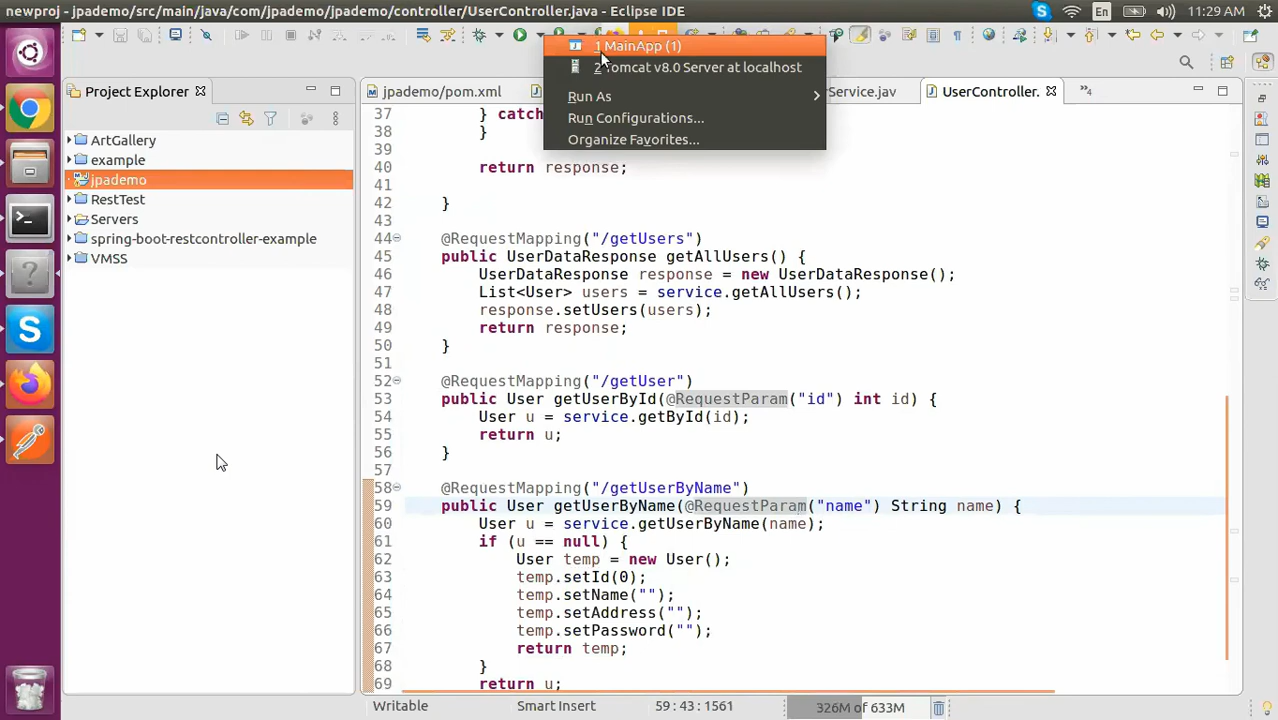 newproj - jpademo/src/main/java/com/jpademo/controller/UserController.java - Eclipse IDE
En
11:29 AM
1 MainApp (1)
2 Tomcat v8.0 Server at localhost
Run As
Run Configurations...
Organize Favorites...
Project Explorer
jpademo/pom.xml
Service.jav
UserController.
4
ArtGallery
example
jpademo
RestTest
Servers
spring-boot-restcontroller-example
VMSS
37 } catch
38 }
39
40 return response;
41
42 }
43
44 @RequestMapping("/getUsers")
45 public UserDataResponse getAllUsers() {
46 UserDataResponse response = new UserDataResponse();
47 List<User> users = service.getAllUsers();
48 response.setUsers(users);
49 return response;
50 }
51
52 @RequestMapping("/getUser")
53 public User getUserById(@RequestParam("id") int id) {
54 User u = service.getById(id);
55 return u;
56 }
57
58 @RequestMapping("/getUserByName")
59 public User getUserByName(@RequestParam("name") String name) {
60 User u = service.getUserByName(name);
61 if (u == null) {
62 User temp = new User();
63 temp.setId(0);
64 temp.setName("");
65 temp.setAddress("");
66 temp.setPassword("");
67 return temp;
68 }
69 return u;
Writable
Smart Insert
59 : 43 : 1561
326M of 633M